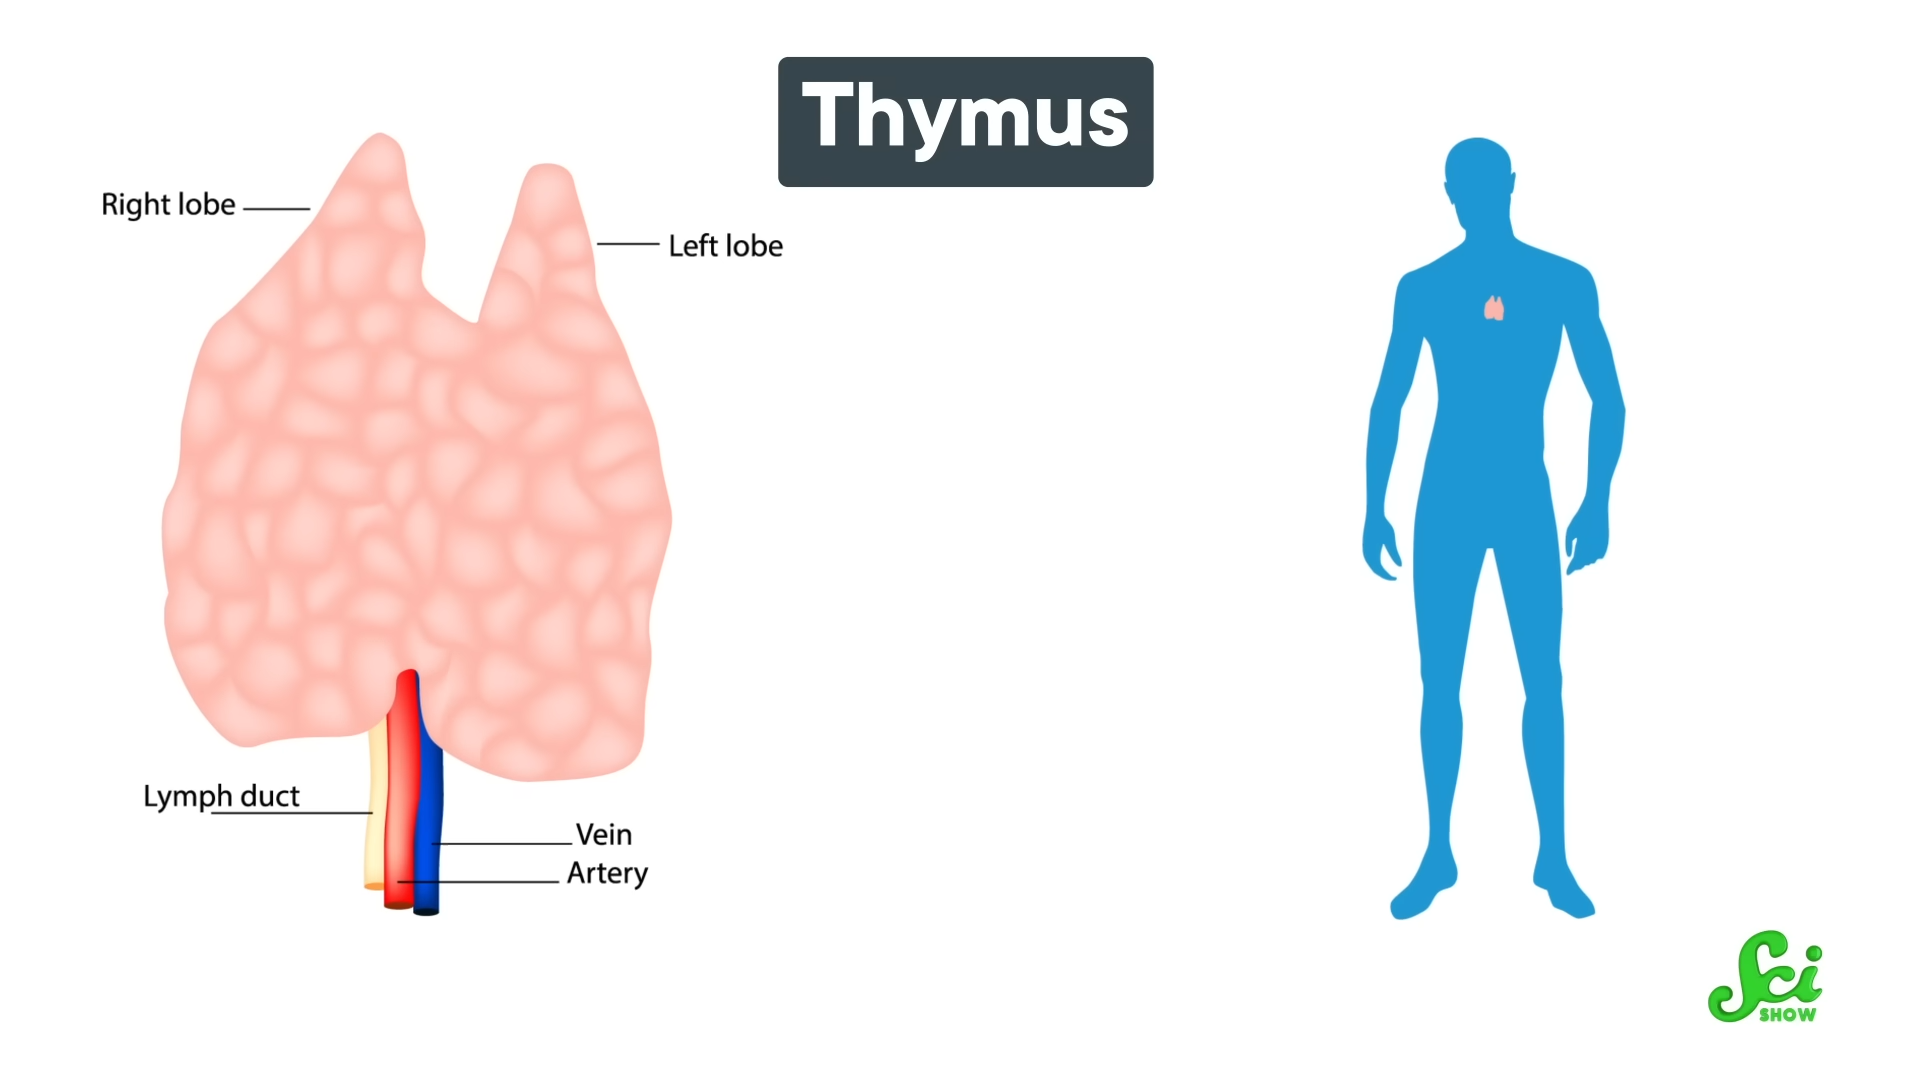 Thymus
Right lobe
Left lobe
Lymph duct
Vein
Artery
Sci
SHOW